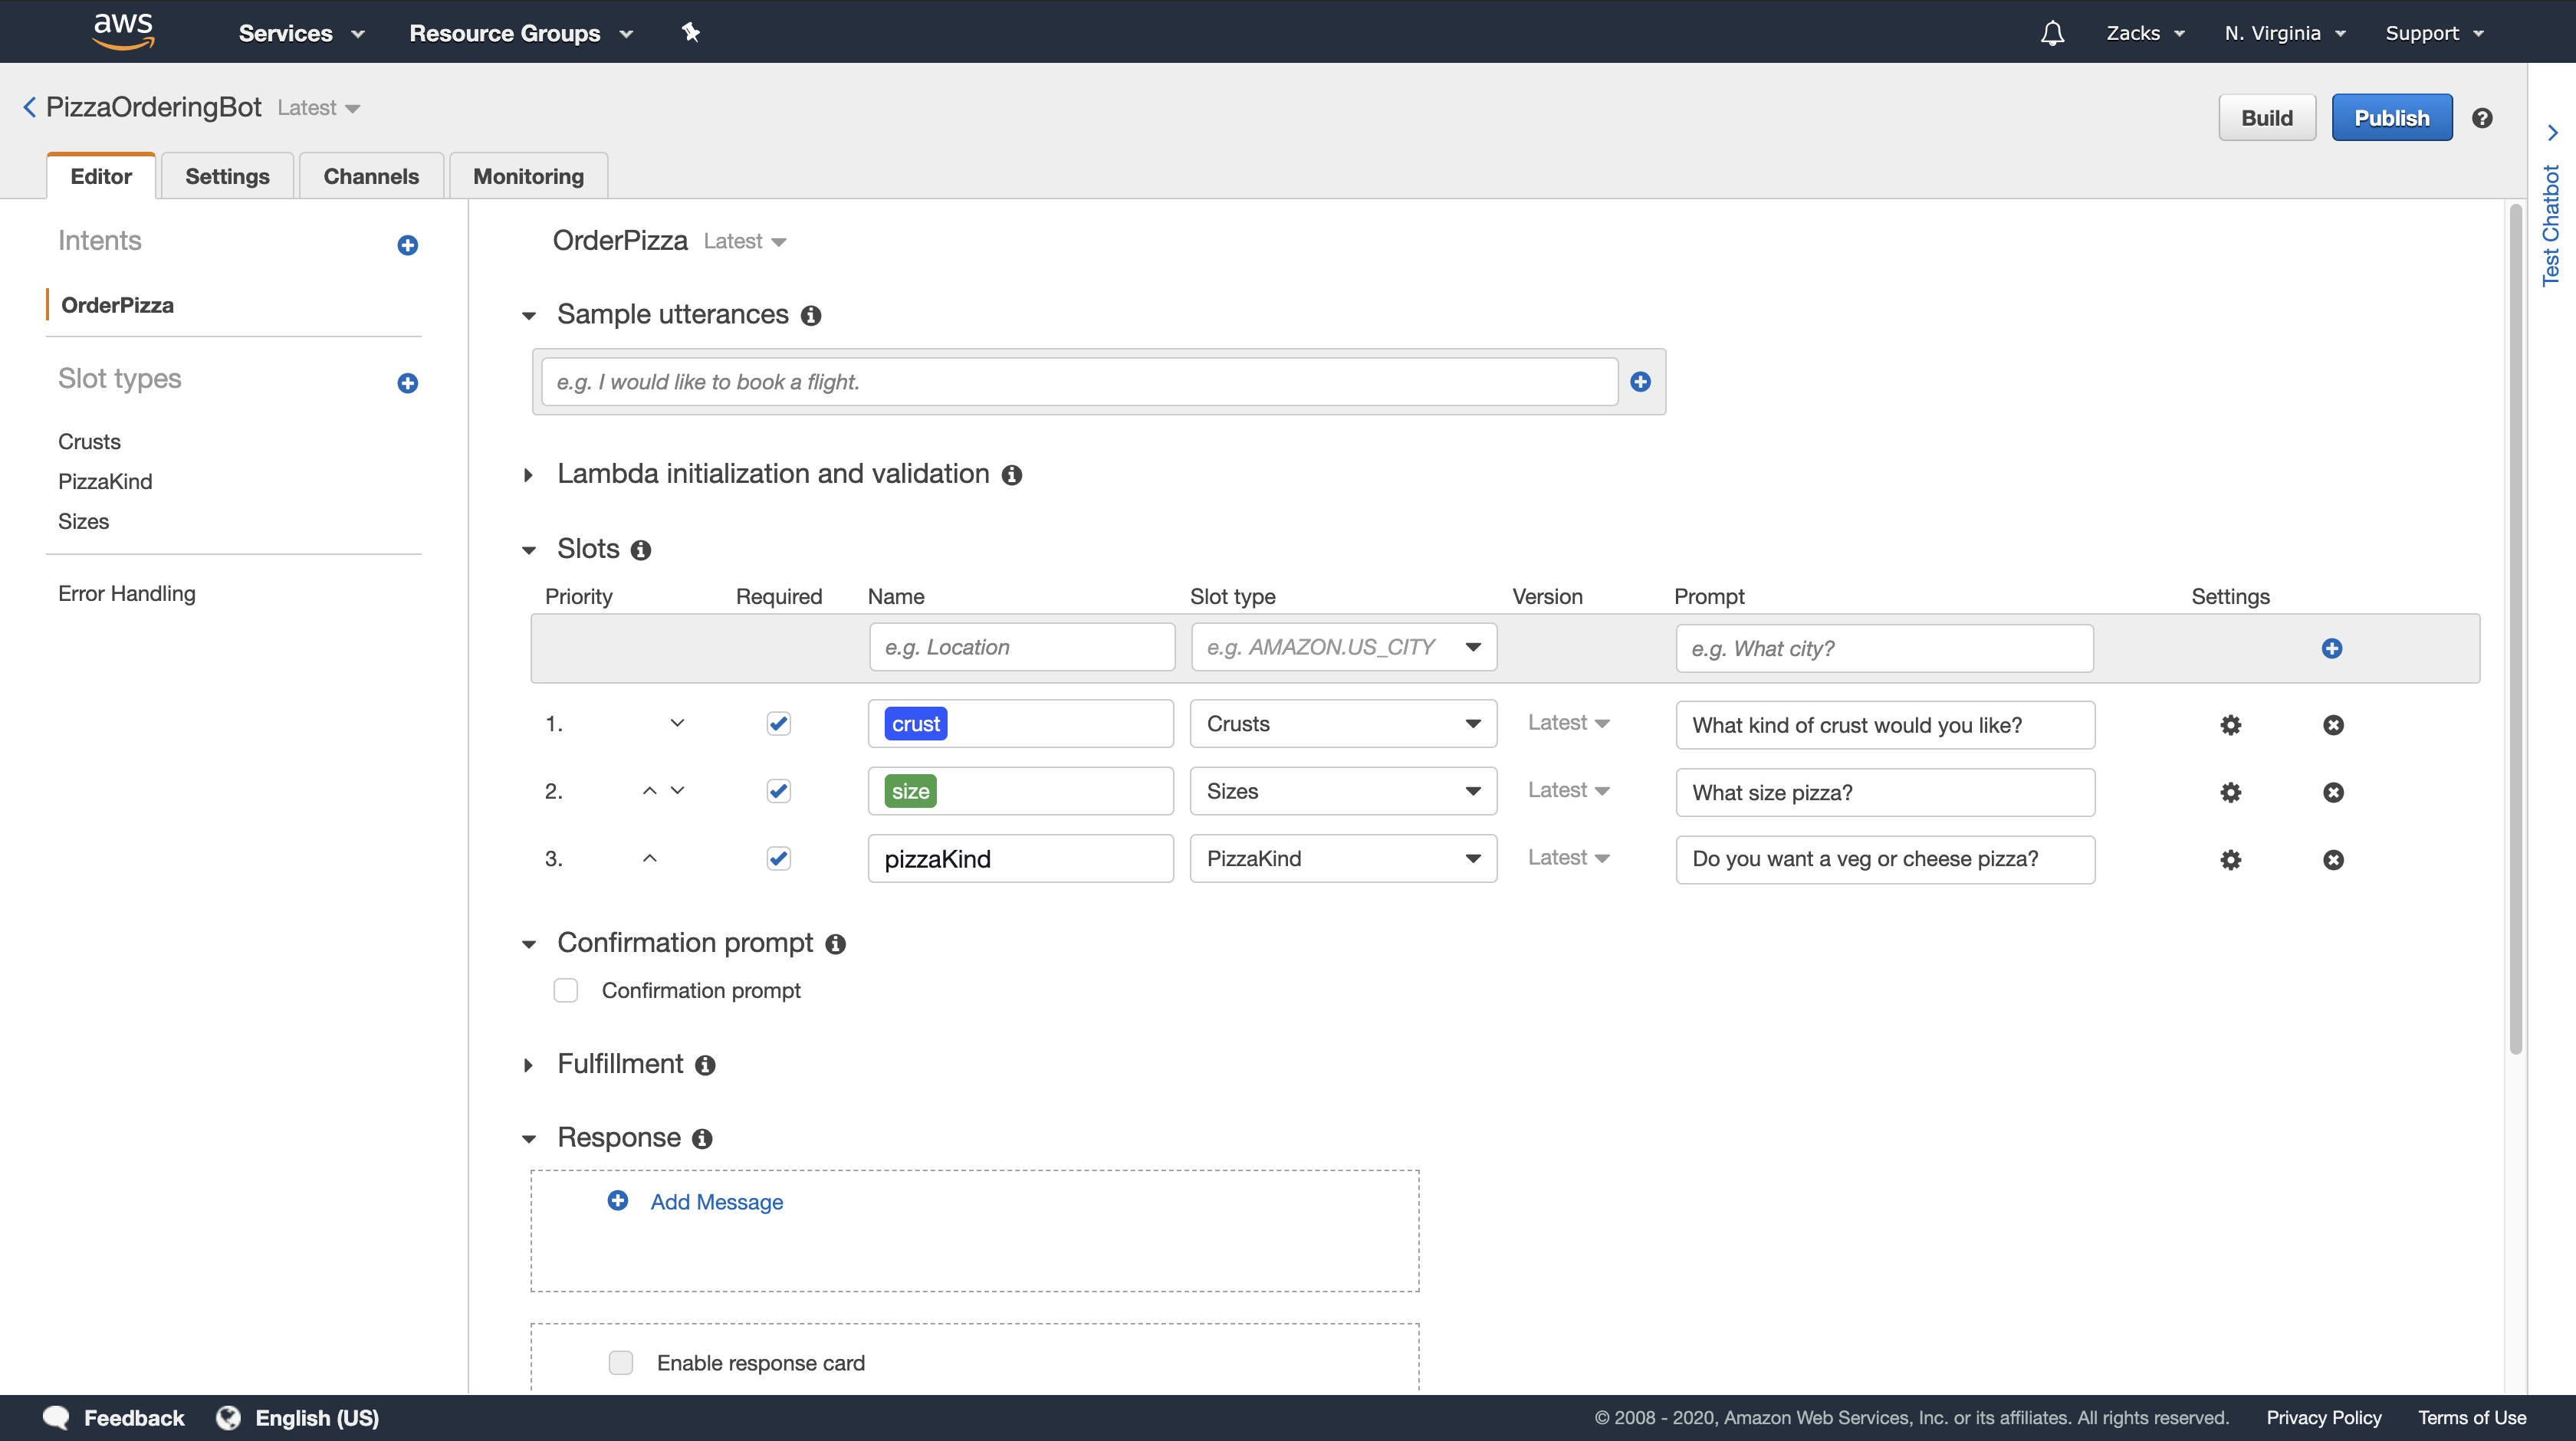 aws Services Resource Groups Zacks N. Virginia Support
PizzaOrderingBot Latest
Build Publish
Editor Settings Channels Monitoring
Test Chatbot
Intents
OrderPizza
Slot types
Crusts
PizzaKind
Sizes
Error Handling
OrderPizza Latest
Sample utterances
e.g. I would like to book a flight.
Lambda initialization and validation
Slots
Priority Required Name Slot type Version Prompt Settings
e.g. Location e.g. AMAZON.US_CITY e.g. What city?
1. crust Crusts Latest What kind of crust would you like?
2. size Sizes Latest What size pizza?
3. pizzaKind PizzaKind Latest Do you want a veg or cheese pizza?
Confirmation prompt
Confirmation prompt
Fulfillment
Response
Add Message
Enable response card
Feedback English (US) © 2008 - 2020, Amazon Web Services, Inc. or its affiliates. All rights reserved. Privacy Policy Terms of Use